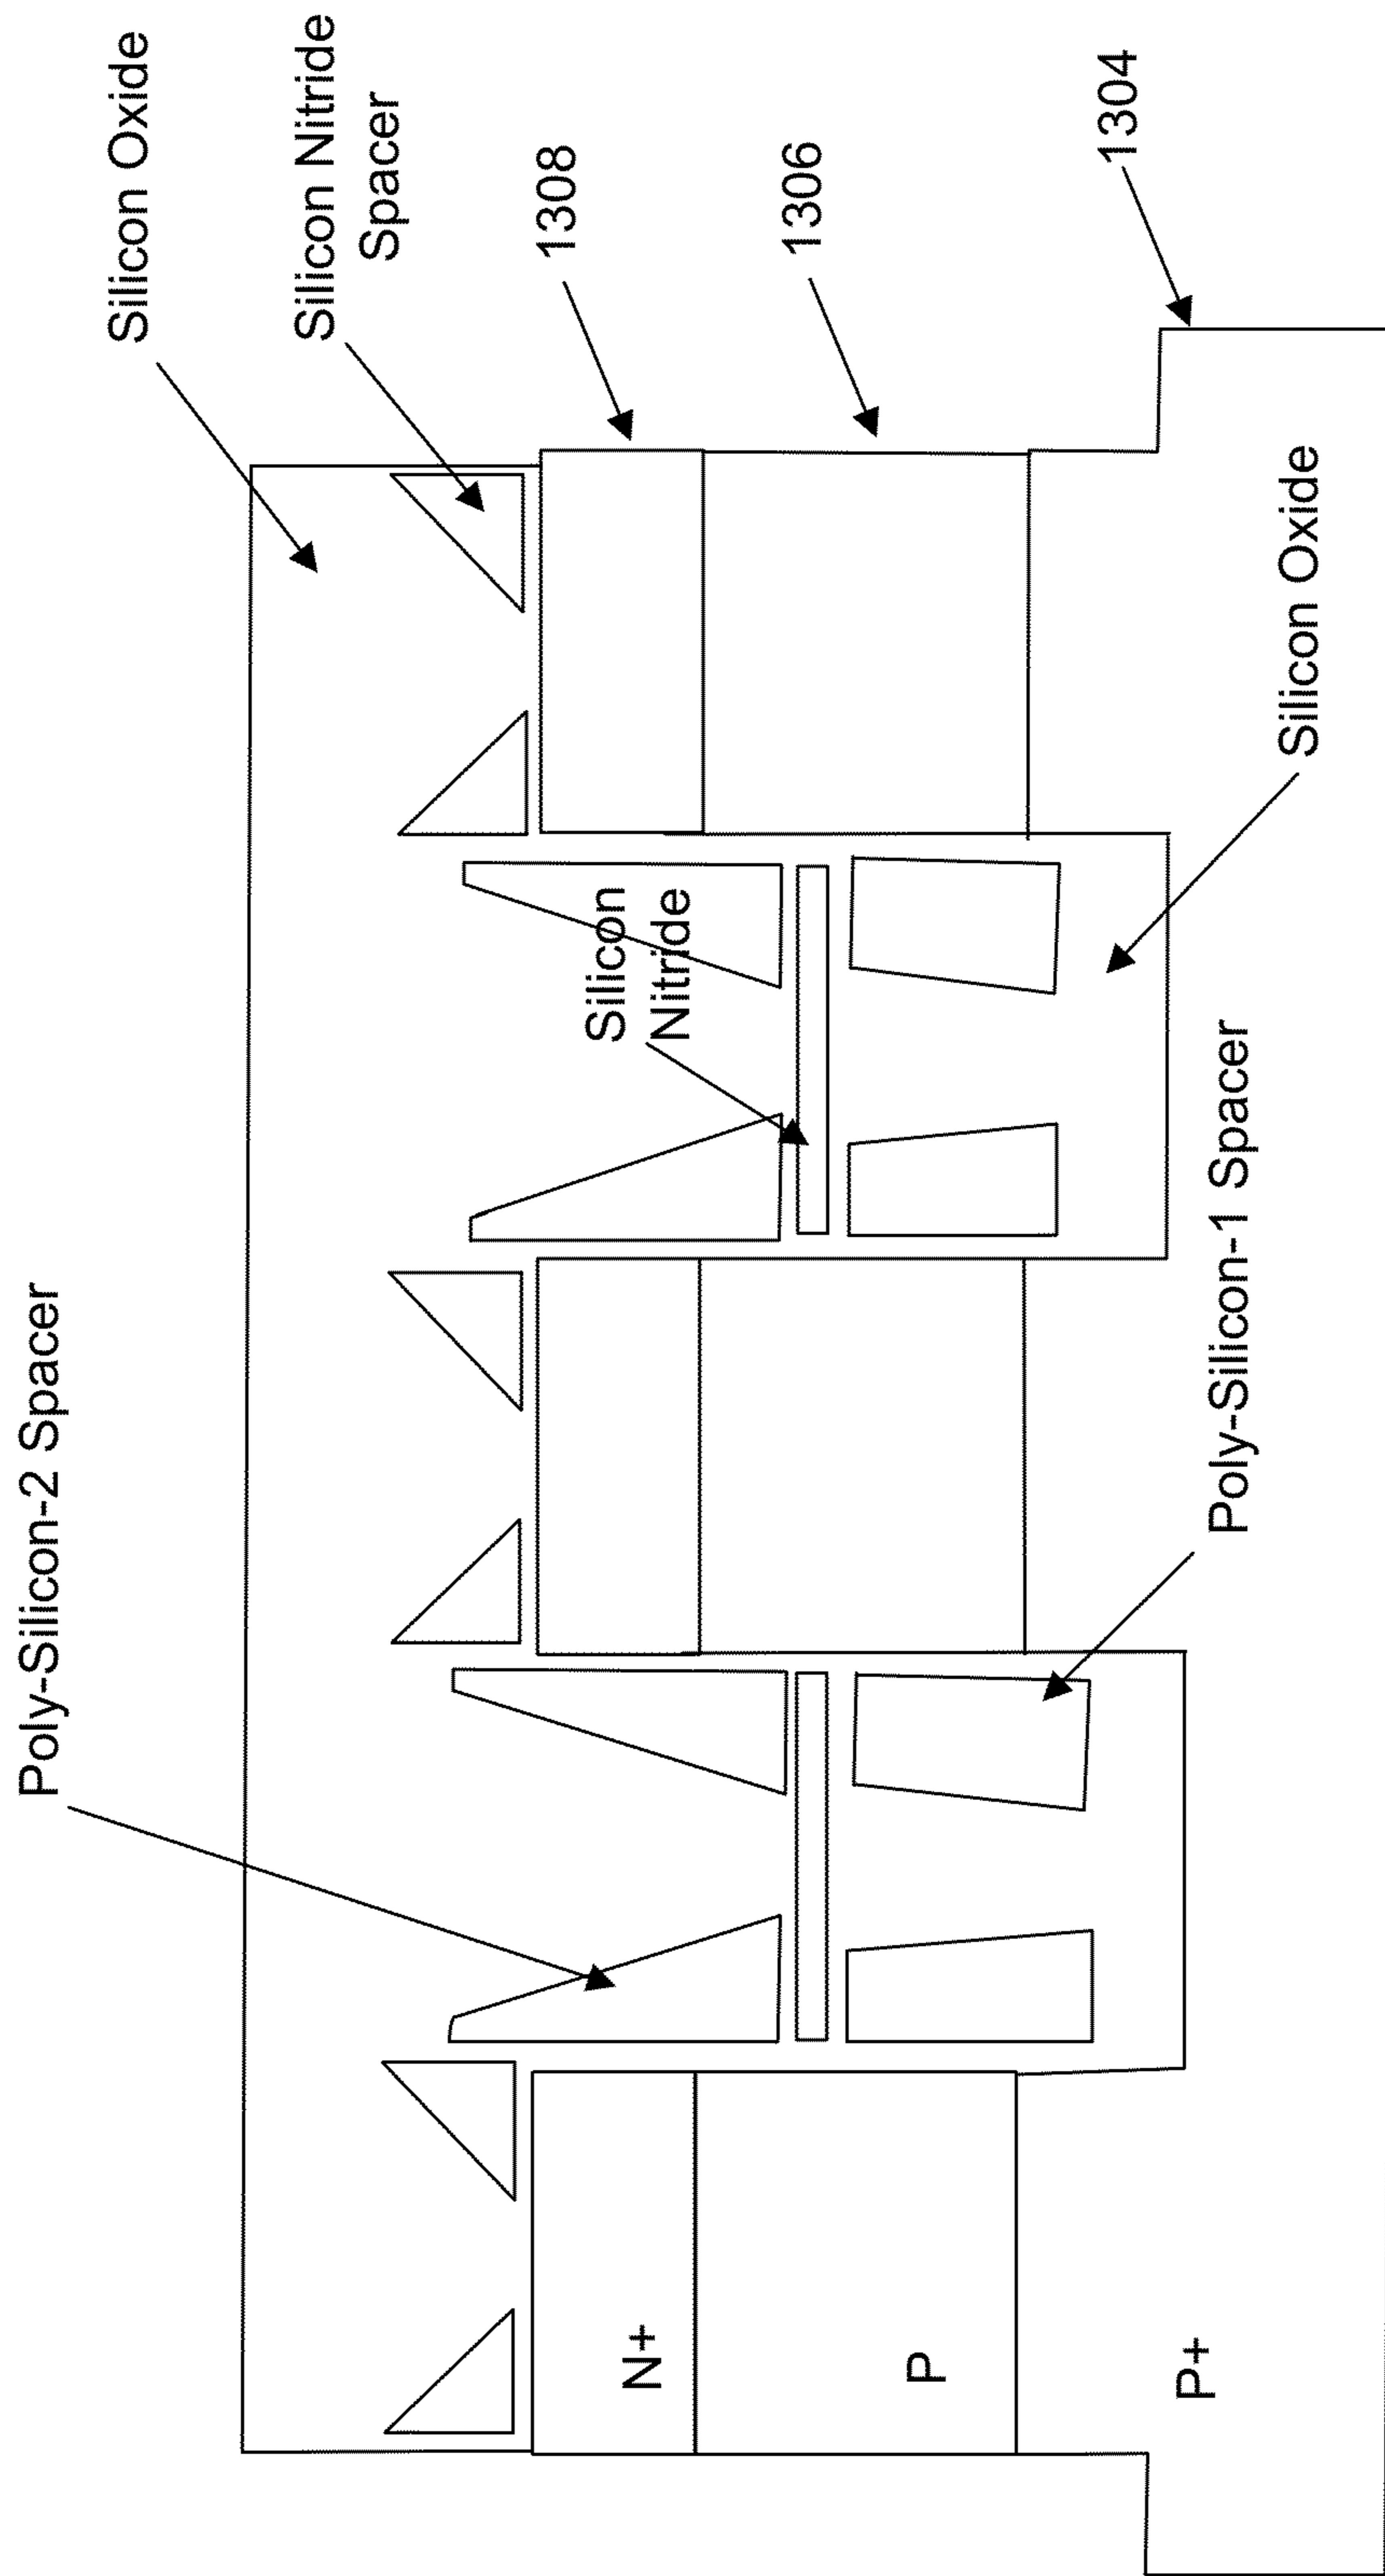 Poly-Silicon-2 Spacer
Silicon Oxide
Silicon Nitride
Spacer
1308
1306
1304
Silicon
Nitride
N+
P
P+
Poly-Silicon-1 Spacer
Silicon Oxide